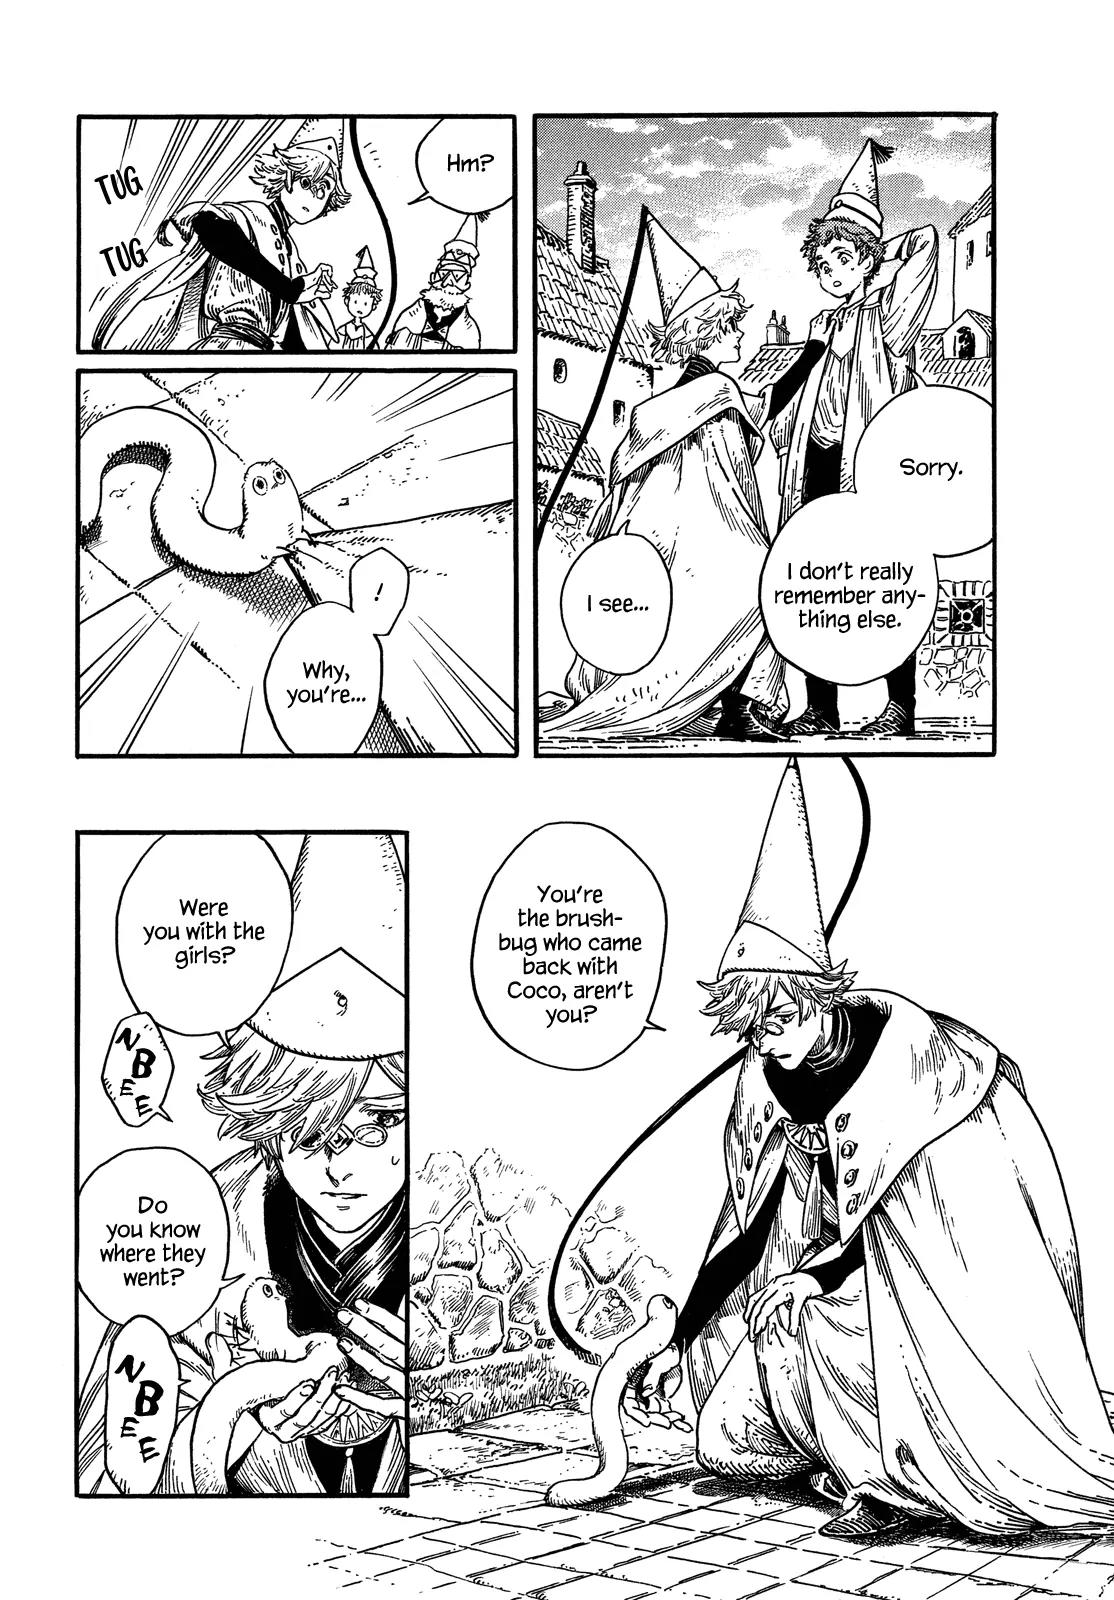 Sorry.
I don't really
remember any-
thing else.
I see...
Hm?
TUG
TUG
!
Why,
you're...
You're
the brush-
bug who came
back with
Coco, aren't
you?
Were
you with the
girls?
NBEE
Do
you know
where they
went?
NBEE